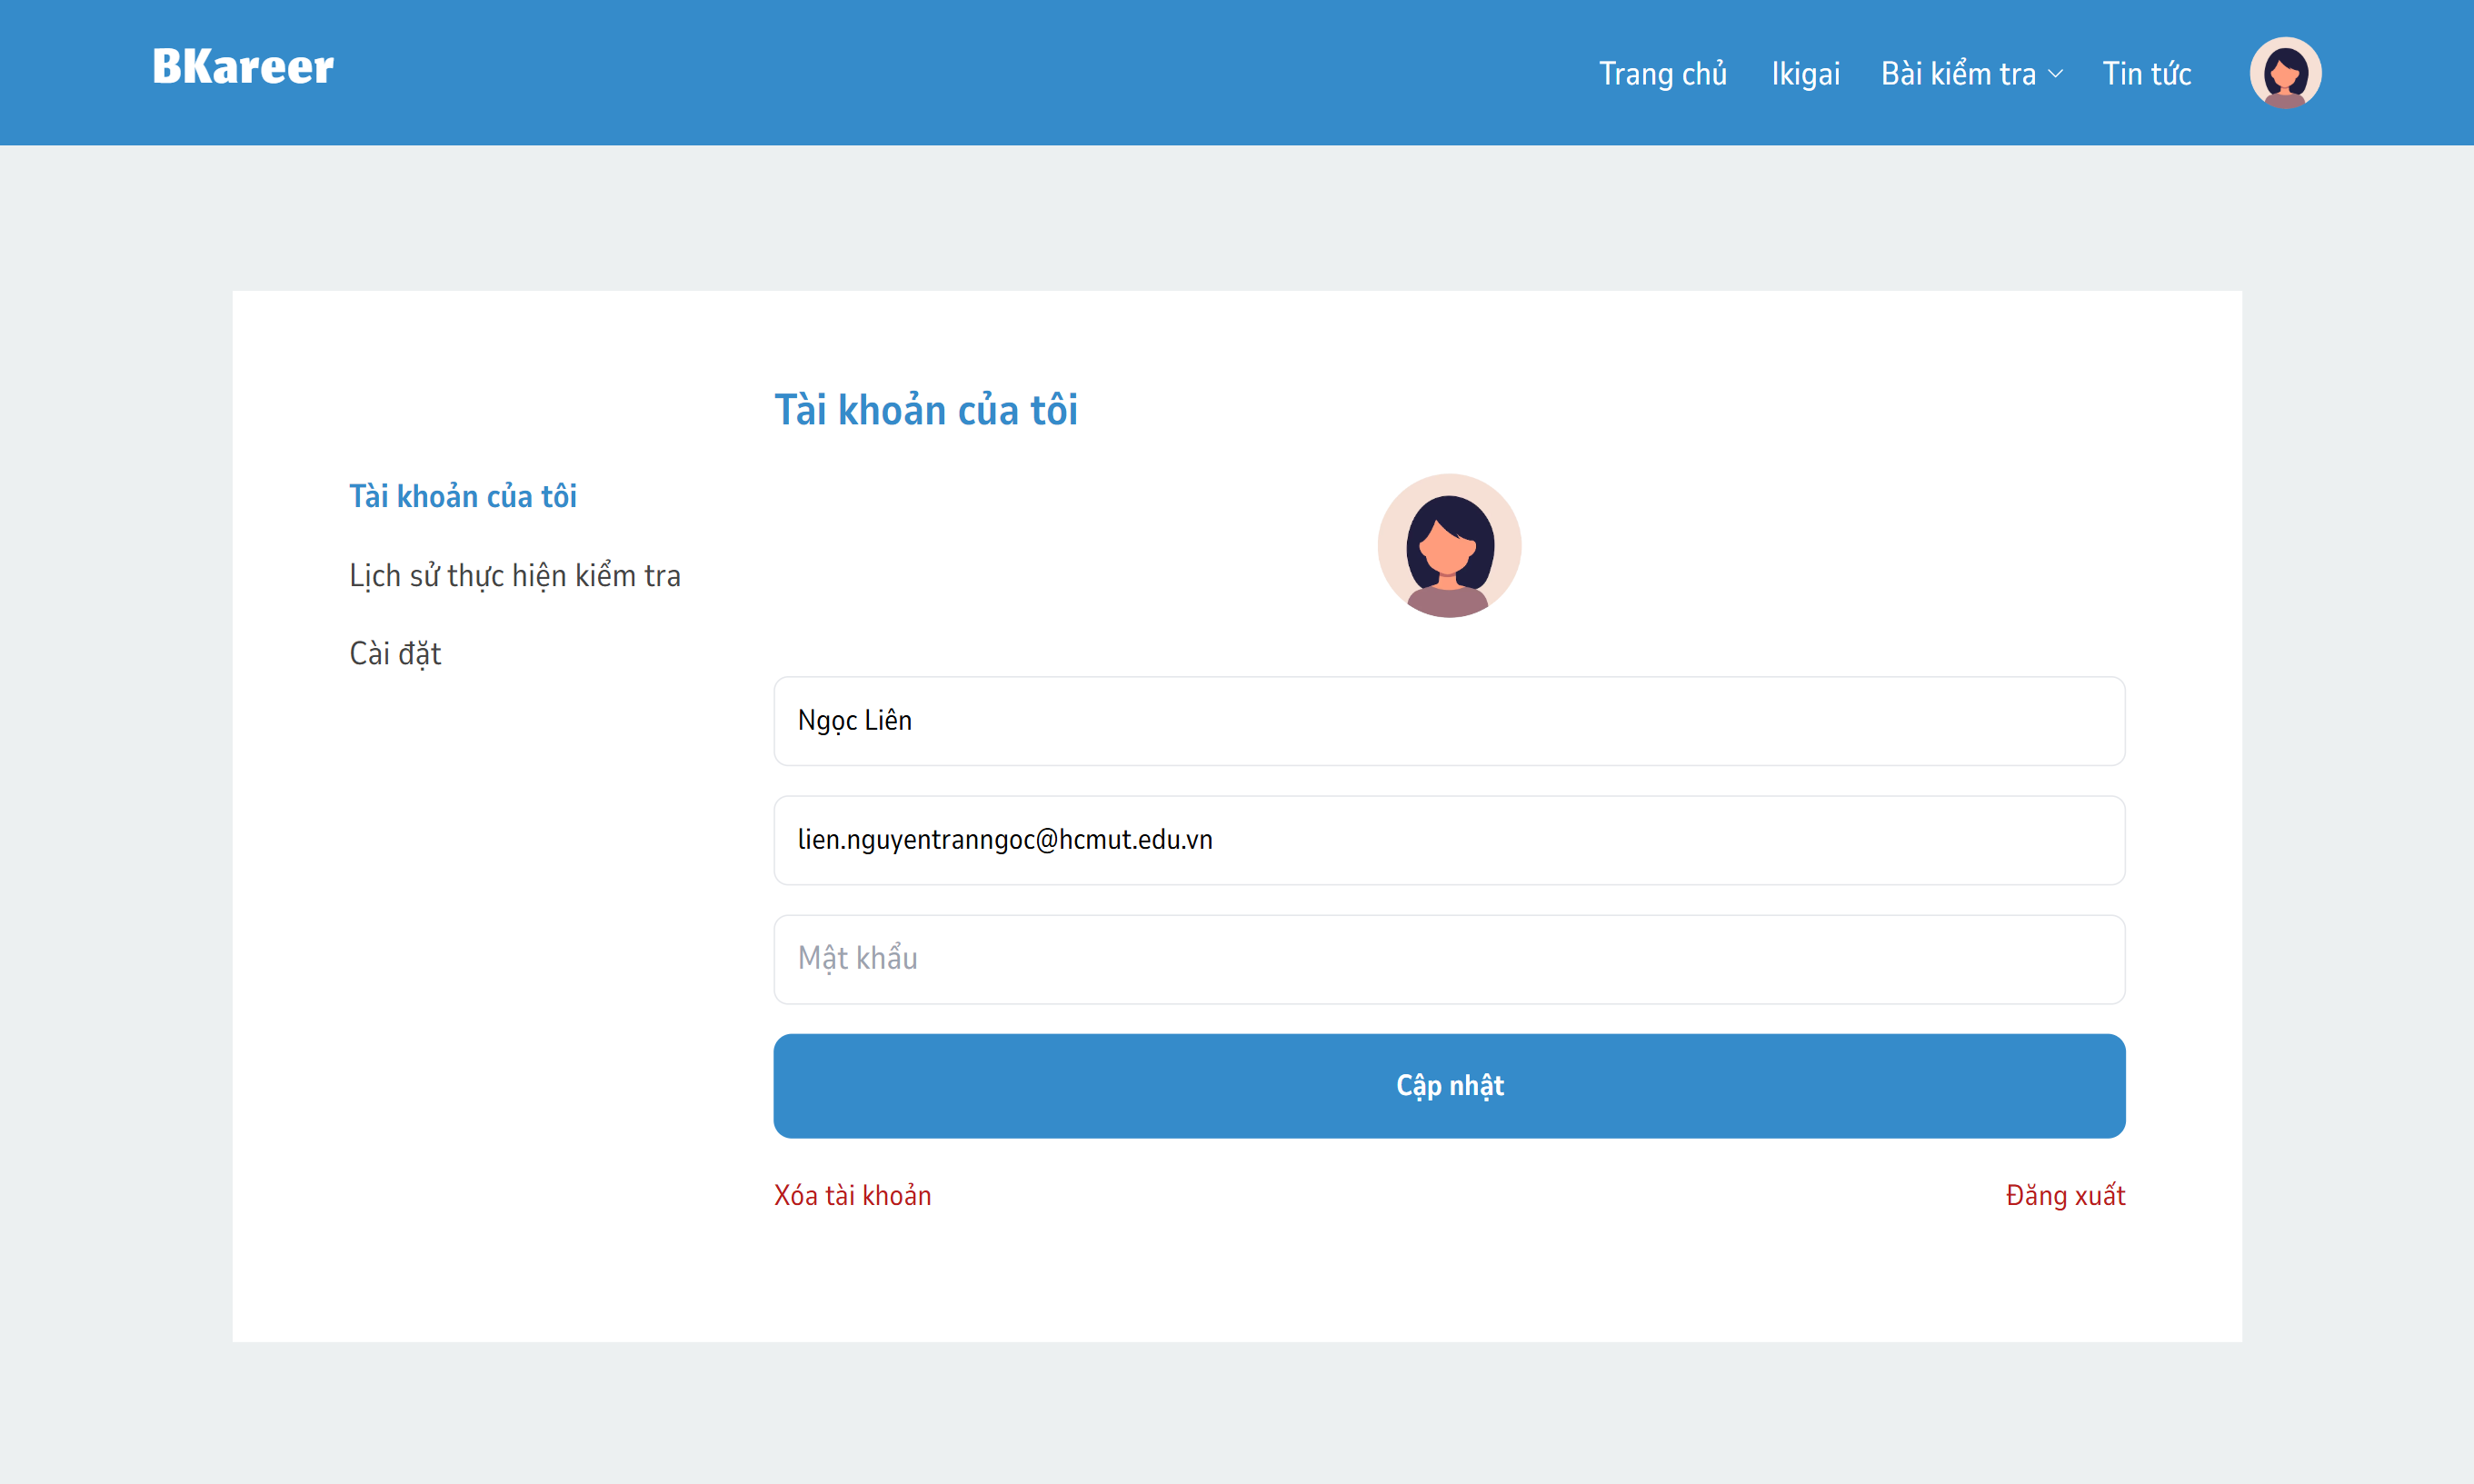 BKareer
Trang chủ
Ikigai
Bài kiểm tra
Tin tức
Tài khoản của tôi
Tài khoản của tôi
Lịch sử thực hiện kiểm tra
Cài đặt
Ngọc Liên
lien.nguyentranngoc@hcmut.edu.vn
Mật khẩu
Cập nhật
Xóa tài khoản
Đăng xuất